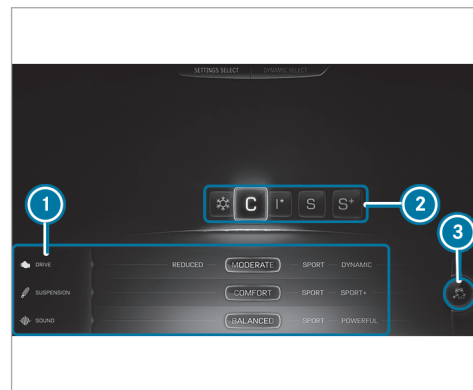 SETTINGS SELECT DYNAMIC SELECT
C I* S S+
1
2
3
DRIVE REDUCED MODERATE SPORT DYNAMIC
SUSPENSION COMFORT SPORT SPORT+
SOUND BALANCED SPORT POWERFUL